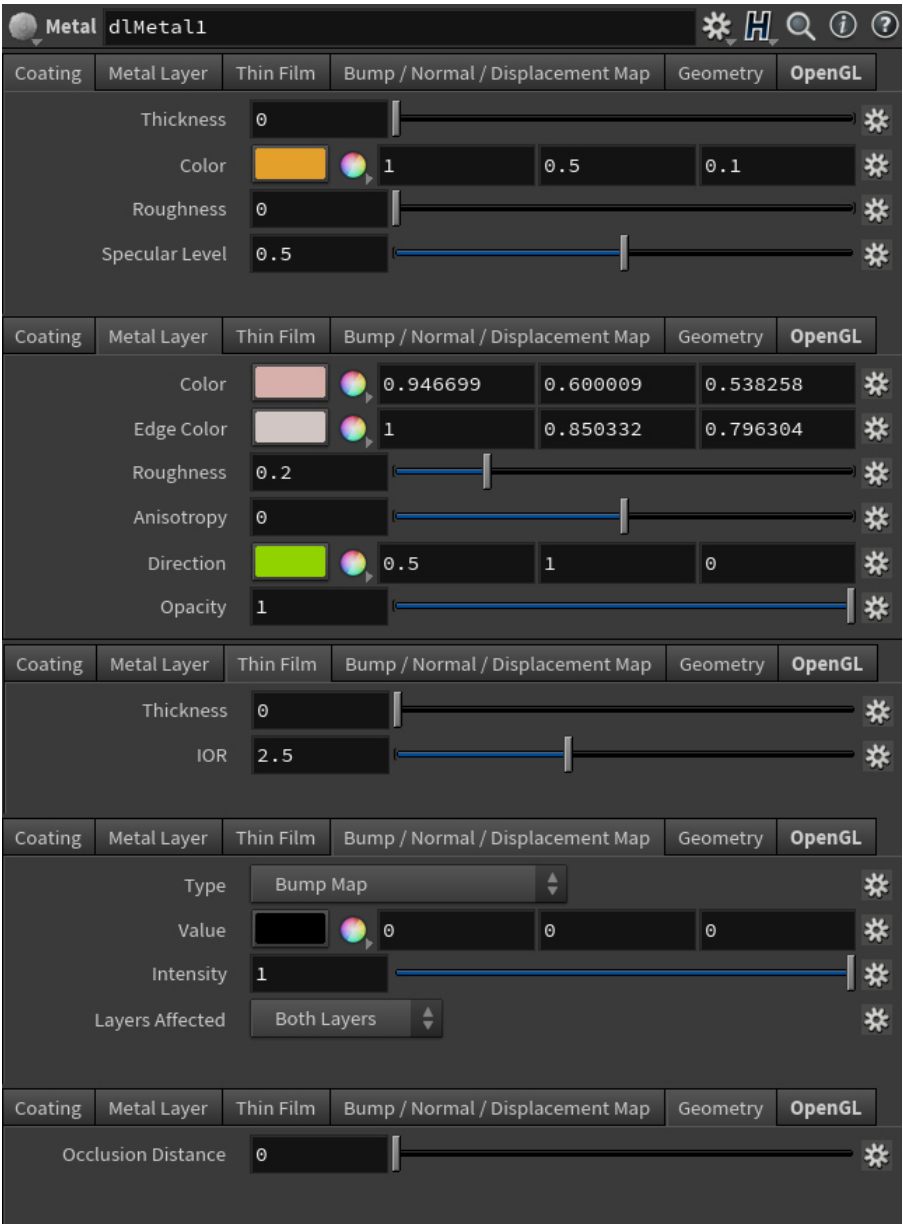 Metal dlMetal1
Coating Metal Layer Thin Film Bump / Normal / Displacement Map Geometry OpenGL
Thickness 0
Color 1 0.5 0.1
Roughness 0
Specular Level 0.5
Coating Metal Layer Thin Film Bump / Normal / Displacement Map Geometry OpenGL
Color 0.946699 0.600009 0.538258
Edge Color 1 0.850332 0.796304
Roughness 0.2
Anisotropy 0
Direction 0.5 1 0
Opacity 1
Coating Metal Layer Thin Film Bump / Normal / Displacement Map Geometry OpenGL
Thickness 0
IOR 2.5
Coating Metal Layer Thin Film Bump / Normal / Displacement Map Geometry OpenGL
Type Bump Map
Value 0 0 0
Intensity 1
Layers Affected Both Layers
Coating Metal Layer Thin Film Bump / Normal / Displacement Map Geometry OpenGL
Occlusion Distance 0